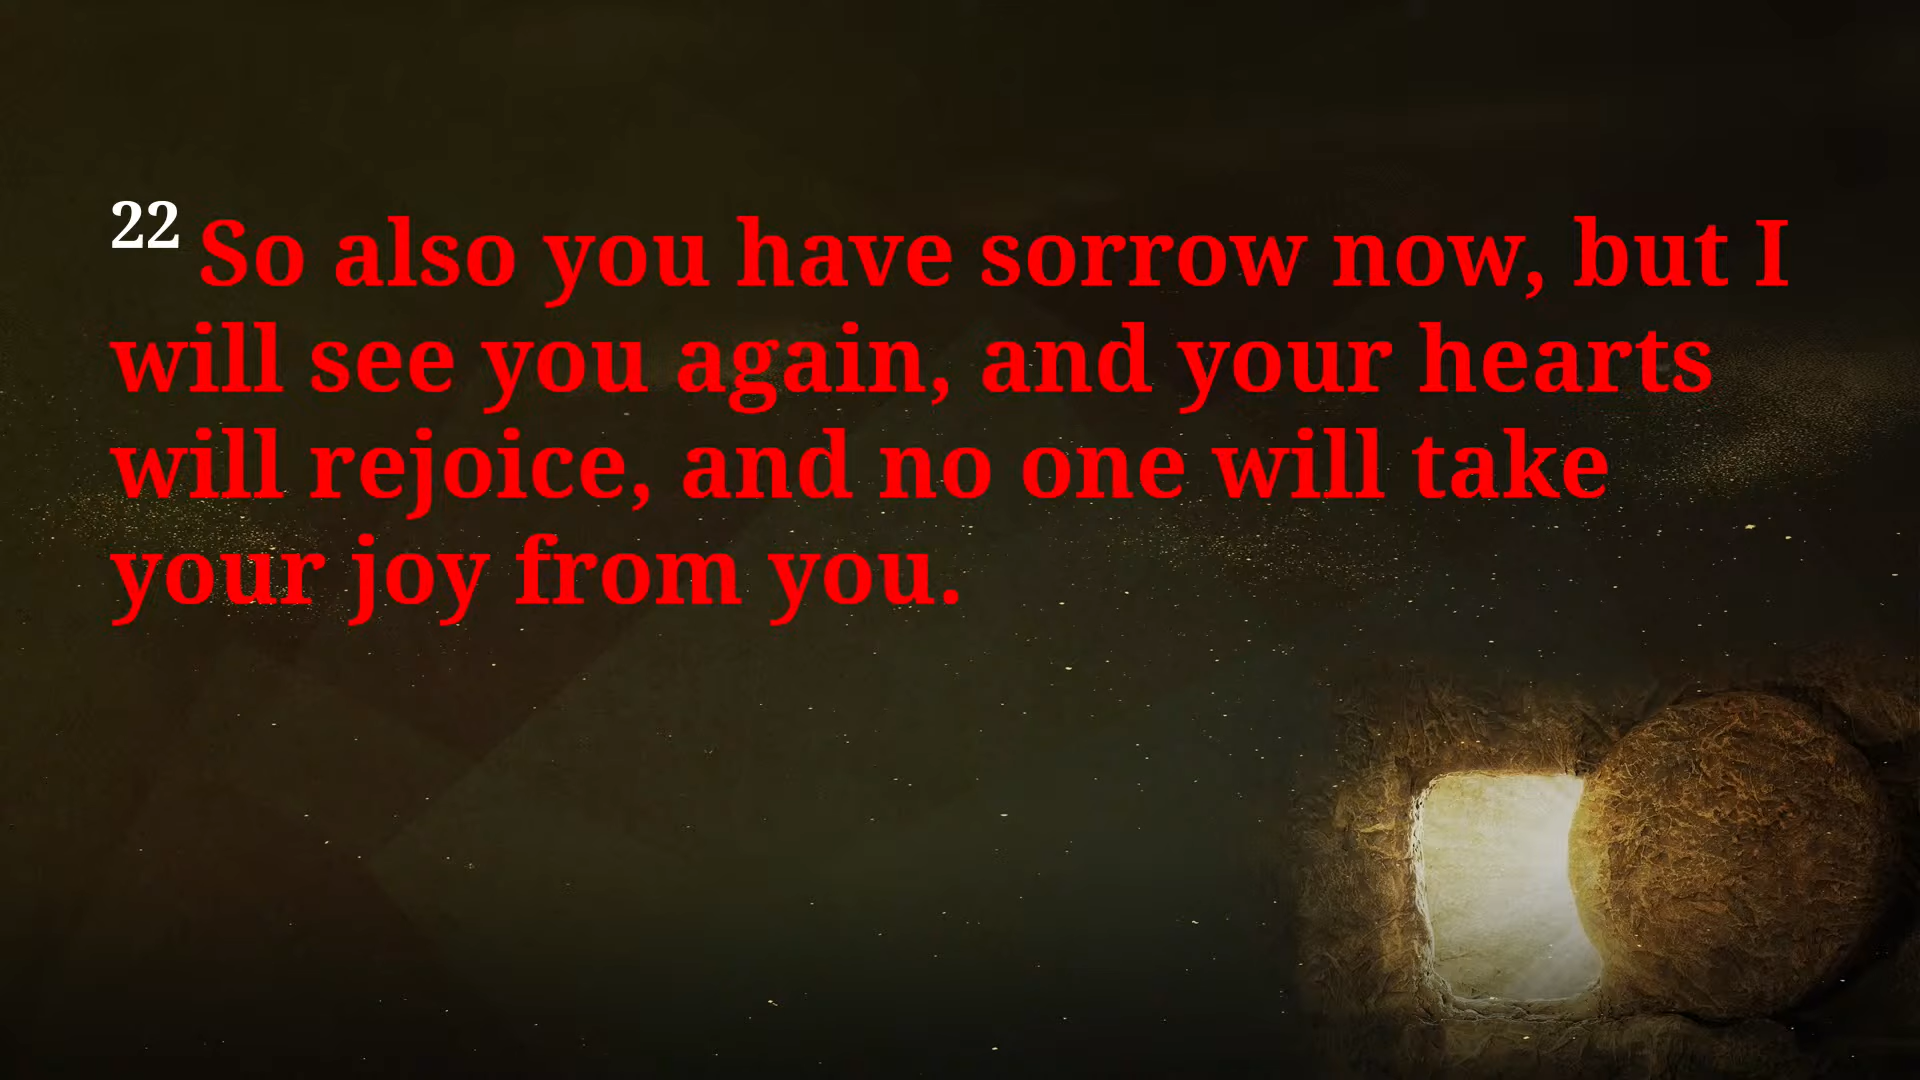 22 So also you have sorrow now, but I
will see you again, and your hearts
will rejoice, and no one will take
your joy from you.